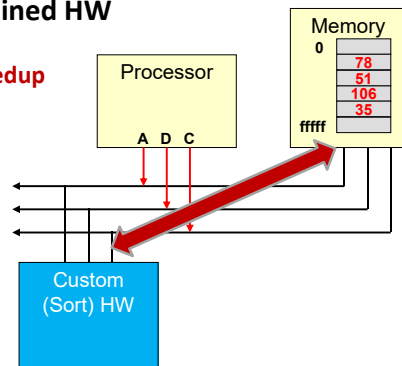 ined HW
edup
Processor
A D C
Memory
0
78
51
106
35
fffff
Custom
(Sort) HW